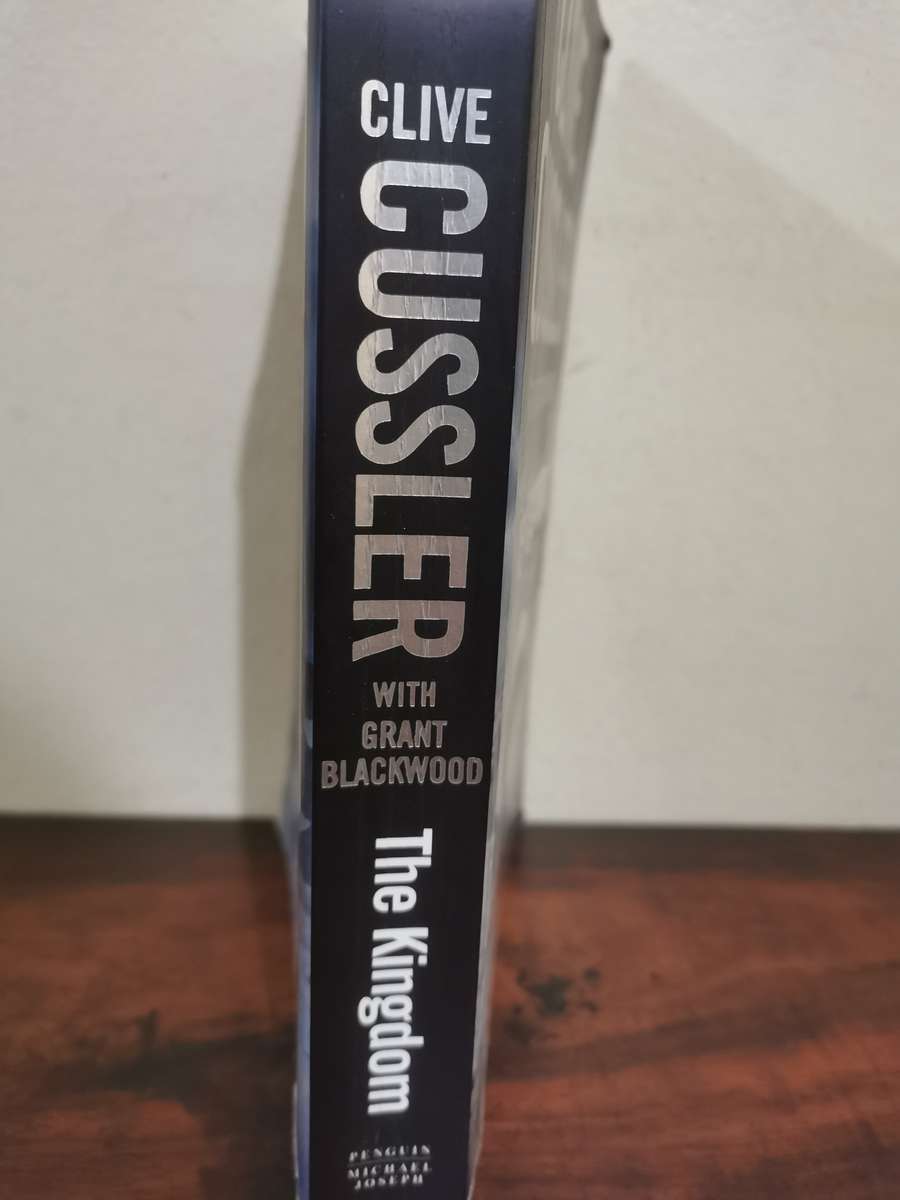 CLIVE
CUSSLER
WITH
GRANT
BLACKWOOD
The Kingdom
PENGUIN
MICHAEL
JOSEPH